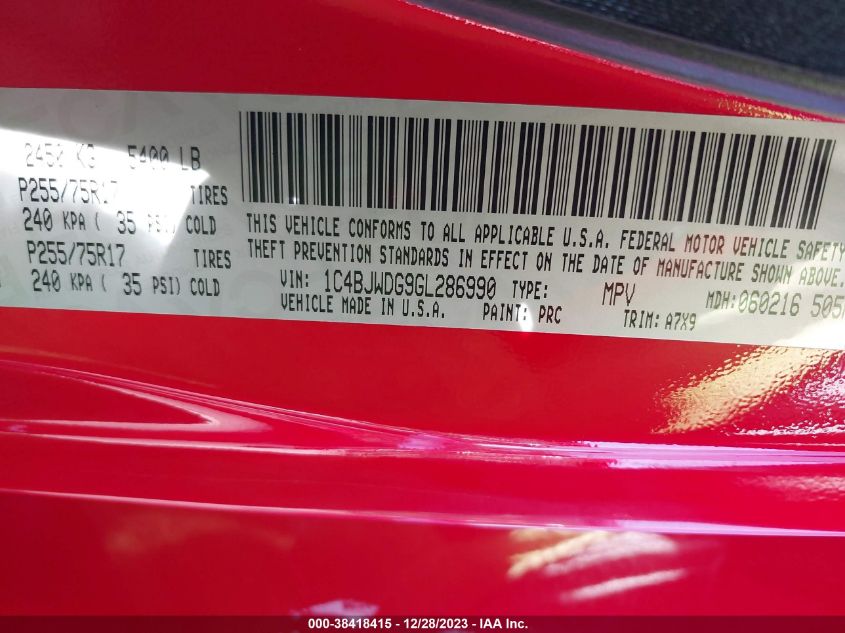 2452 KG 5400 LB
P255/75R17 TIRES
240 KPA ( 35 PSI) COLD
P255/75R17 TIRES
240 KPA ( 35 PSI) COLD
THIS VEHICLE CONFORMS TO ALL APPLICABLE U.S.A. FEDERAL MOTOR VEHICLE SAFETY
THEFT PREVENTION STANDARDS IN EFFECT ON THE DATE OF MANUFACTURE SHOWN ABOVE.
VIN: 1C4BJWDG9GL286990 TYPE: MPV MDH:060216 505
VEHICLE MADE IN U.S.A. PAINT: PRC TRIM: A7X9
000-38418415 - 12/28/2023 - IAA Inc.